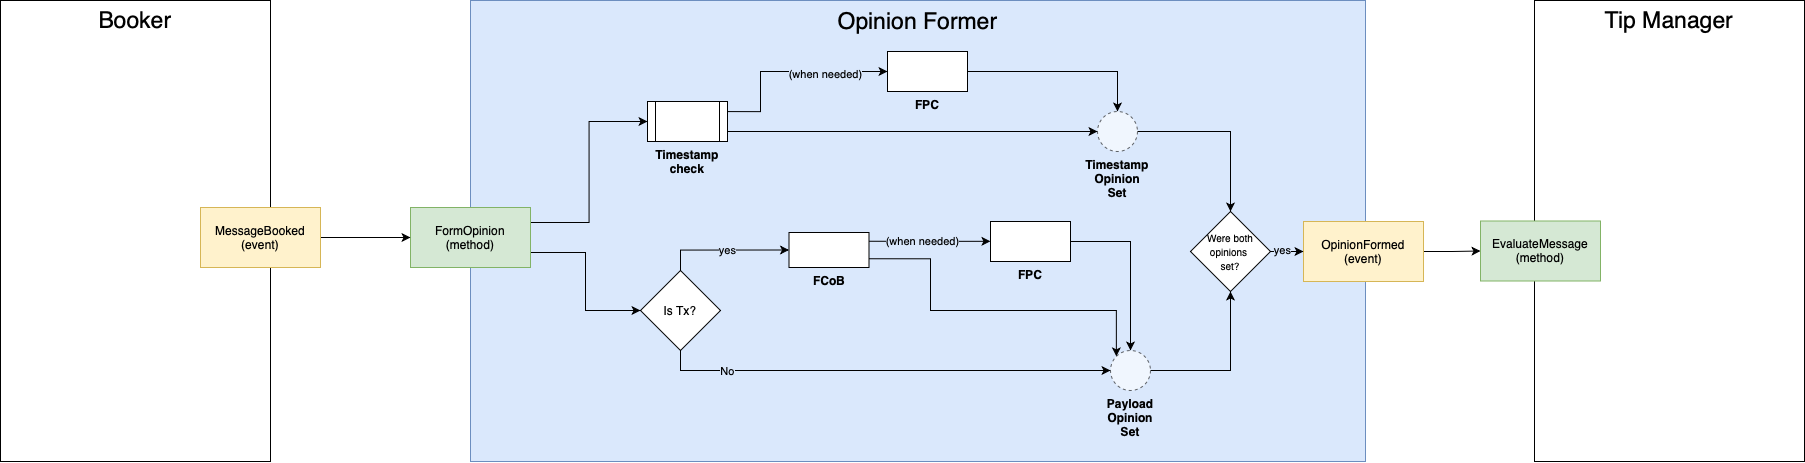 Booker
Opinion Former
Tip Manager
(when needed)
FPC
Timestamp
check
Timestamp
Opinion
Set
MessageBooked
(event)
FormOpinion
(method)
yes
(when needed)
FCoB
FPC
Is Tx?
No
Payload
Opinion
Set
Were both
opinions
set?
yes
OpinionFormed
(event)
EvaluateMessage
(method)